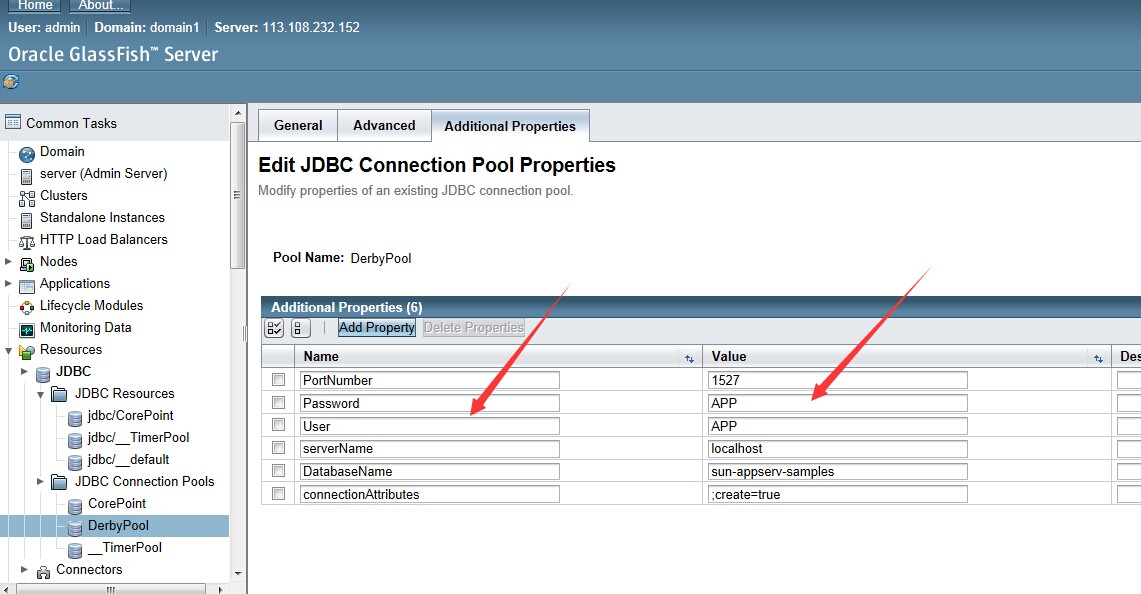 Home About...
User: admin Domain: domain1 Server: 113.108.232.152
Oracle GlassFish™ Server
Common Tasks
Domain
server (Admin Server)
Clusters
Standalone Instances
HTTP Load Balancers
Nodes
Applications
Lifecycle Modules
Monitoring Data
Resources
JDBC
JDBC Resources
jdbc/CorePoint
jdbc/__TimerPool
jdbc/__default
JDBC Connection Pools
CorePoint
DerbyPool
__TimerPool
Connectors
General Advanced Additional Properties
Edit JDBC Connection Pool Properties
Modify properties of an existing JDBC connection pool.
Pool Name: DerbyPool
Additional Properties (6)
Add Property Delete Properties
Name Value Des
PortNumber 1527
Password APP
User APP
serverName localhost
DatabaseName sun-appserv-samples
connectionAttributes ;create=true